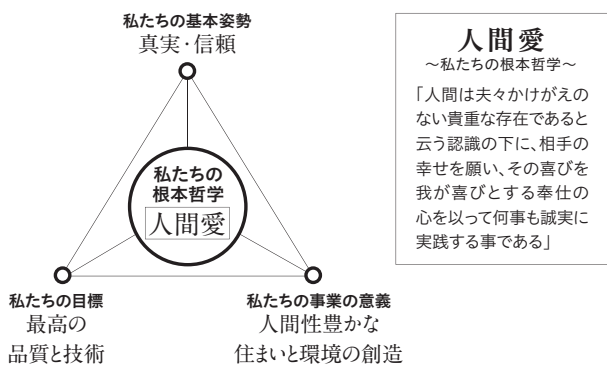 私たちの基本姿勢
真実・信頼
私たちの
根本哲学
人間愛
私たちの目標
最高の
品質と技術
私たちの事業の意義
人間性豊かな
住まいと環境の創造
人間愛
～私たちの根本哲学～
「人間は夫々かけがえの
ない貴重な存在であると
云う認識の下に、相手の
幸せを願い、その喜びを
我が喜びとする奉仕の
心を以って何事も誠実に
実践する事である」